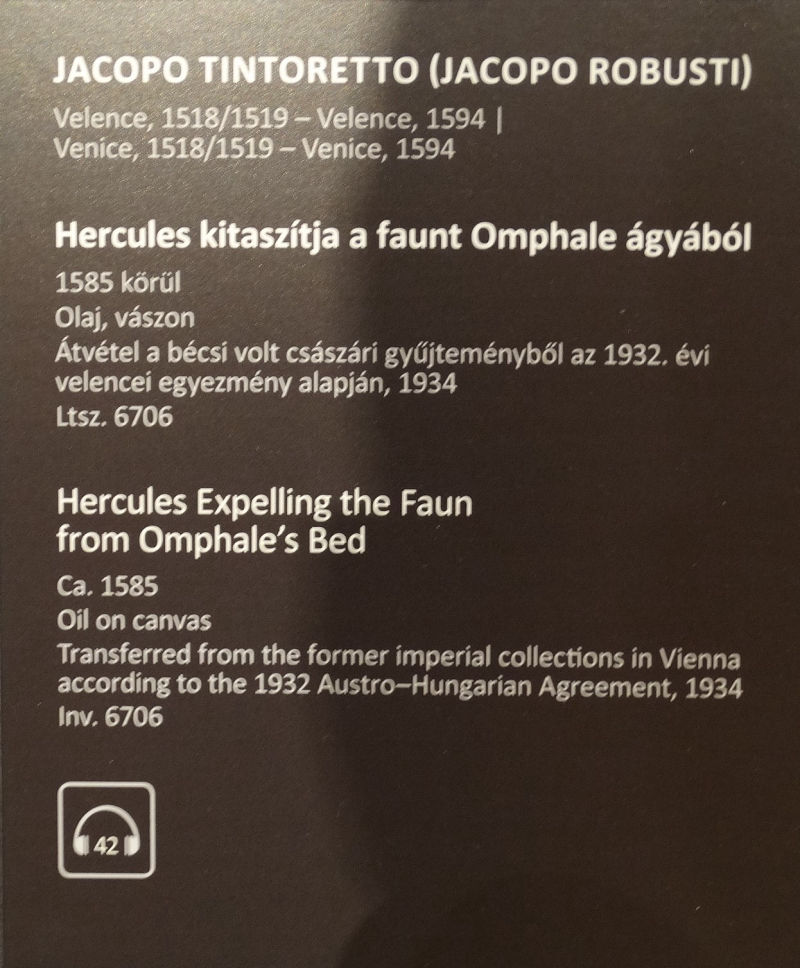 JACOPO TINTORETTO (JACOPO ROBUSTI)
Velence, 1518/1519 – Velence, 1594 |
Venice, 1518/1519 – Venice, 1594
Hercules kitaszítja a faunt Omphale ágyából
1585 körül
Olaj, vászon
Átvétel a bécsi volt császári gyűjteményből az 1932. évi
velencei egyezmény alapján, 1934
Ltsz. 6706
Hercules Expelling the Faun
from Omphale’s Bed
Ca. 1585
Oil on canvas
Transferred from the former imperial collections in Vienna
according to the 1932 Austro–Hungarian Agreement, 1934
Inv. 6706
42